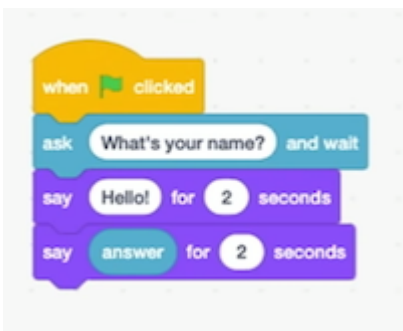 when clicked
ask What's your name? and wait
say Hello! for 2 seconds
say answer for 2 seconds